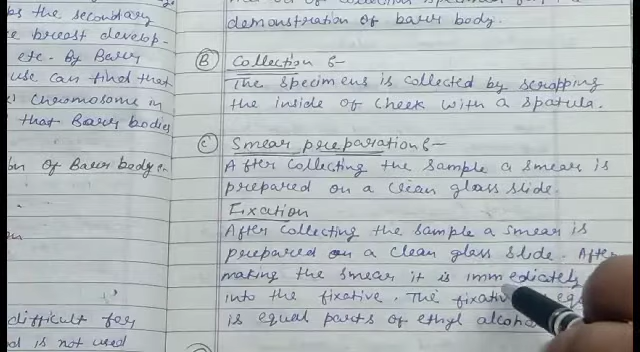 the secondary
breast develop-
etc. By Barr
use can find that
chromosome in
that Barr bodies
of Barr body :-
difficult for
is not used
demonstration of barr body.
(B) Collection :-
The specimens is collected by scrapping
the inside of cheek with a spatula.
(C) Smear preparation :-
After collecting the sample a smear is
prepared on a clean glass slide.
Fixation
After collecting the sample a smear is
prepared on a clean glass slide. After
making the smear it is immediately
into the fixative. The
is equal parts of ethyl